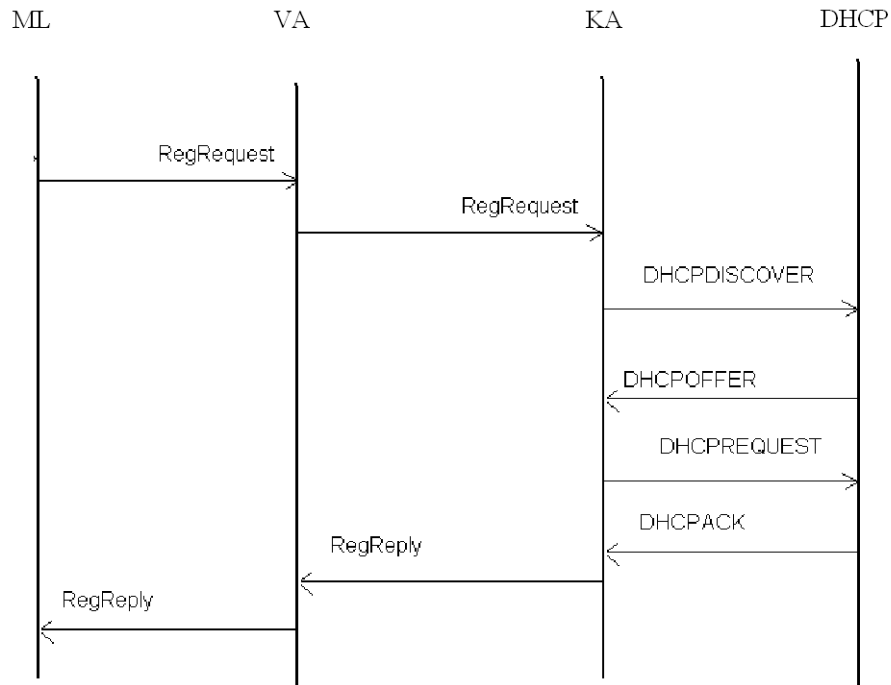 ML VA KA DHCP
RegRequest
RegRequest
DHCPDISCOVER
DHCPOFFER
DHCPREQUEST
DHCPACK
RegReply
RegReply